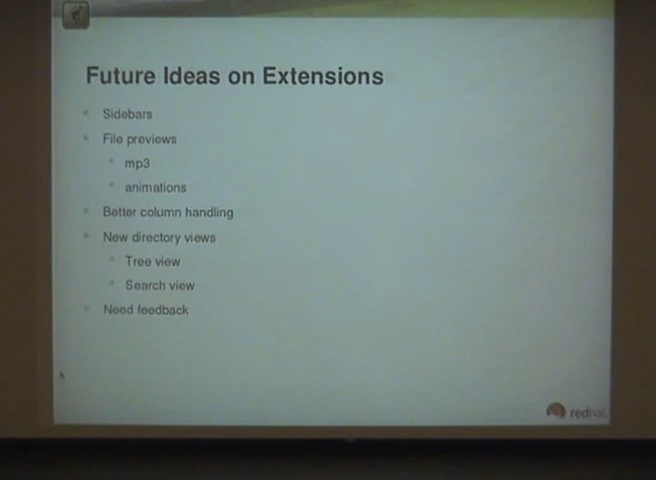 Future Ideas on Extensions
Sidebars
File previews
mp3
animations
Better column handling
New directory views
Tree view
Search view
Need feedback
redhat